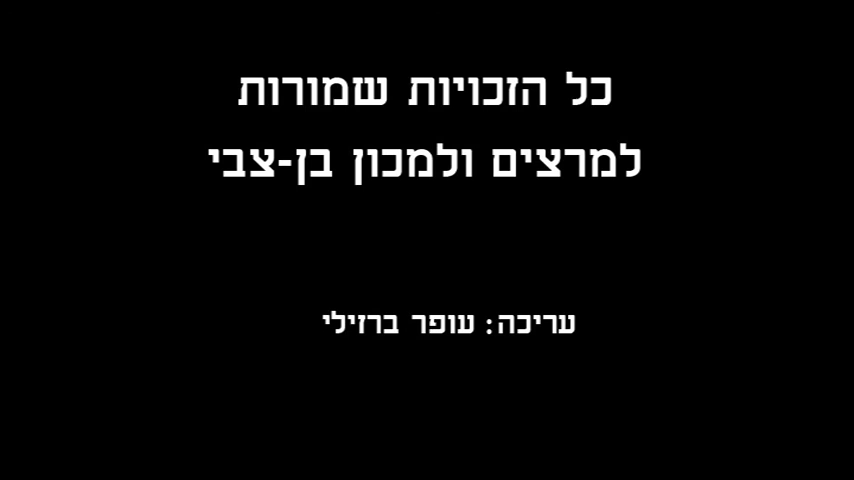 כל הזכויות שמורות
למרצים ולמכון בן-צבי
עריכה: עופר ברזילי